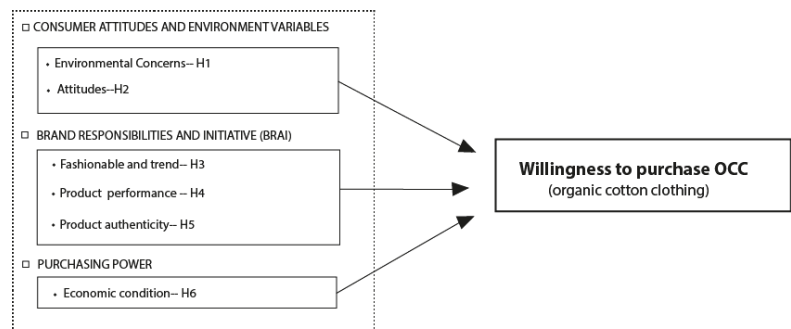 □ CONSUMER ATTITUDES AND ENVIRONMENT VARIABLES
• Environmental Concerns-- H1
• Attitudes--H2
□ BRAND RESPONSIBILITIES AND INITIATIVE (BRAI)
• Fashionable and trend-- H3
• Product performance -- H4
• Product authenticity-- H5
□ PURCHASING POWER
• Economic condition-- H6
Willingness to purchase OCC
(organic cotton clothing)